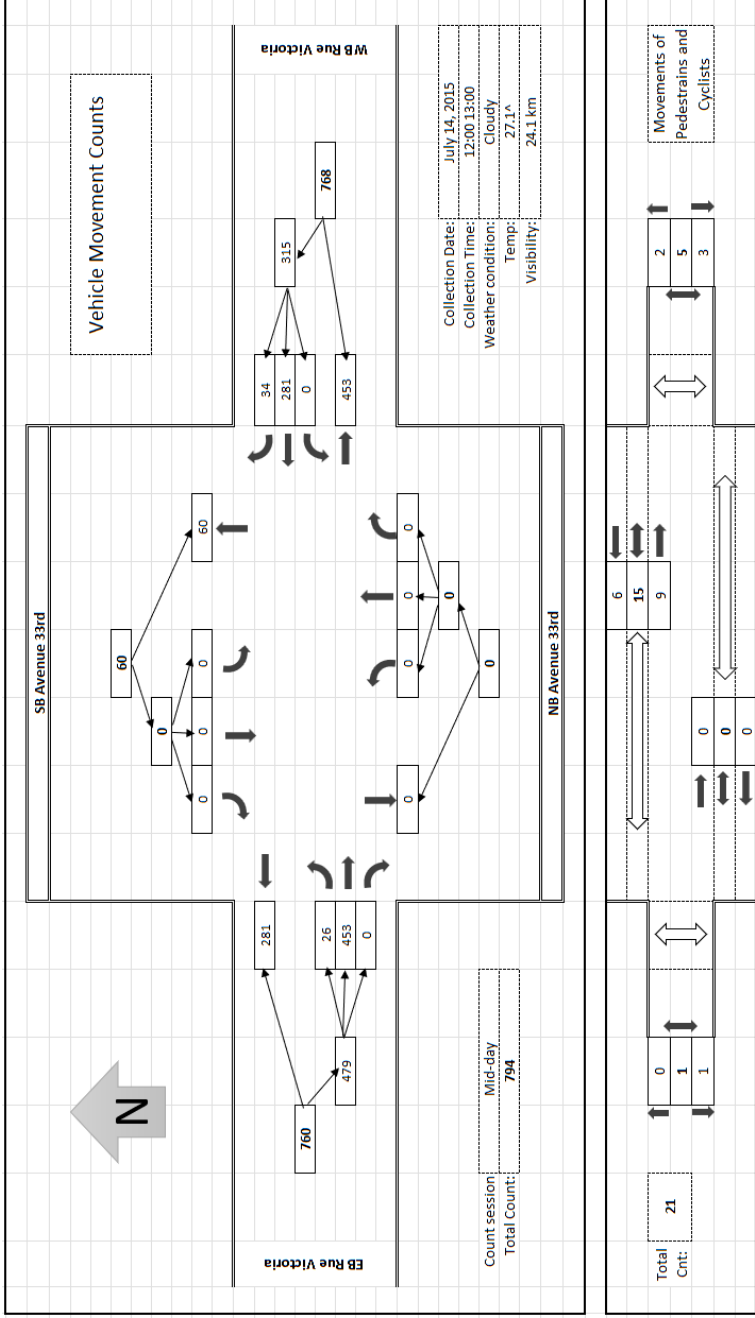 SB Avenue 33rd
Vehicle Movement Counts
60
N
0
0 0 0 60
281 34
281 315
760 0
26 768
479 453 453
0
EB Rue Victoria
WB Rue Victoria
0 0 0 0
0
0
Collection Date: July 14, 2015
Collection Time: 12:00 13:00
Weather condition: Cloudy
Temp: 27.1^
Visibility: 24.1 km
Count session Mid-day
Total Count: 794
NB Avenue 33rd
6
15
9
Total
Cnt:
21
0
1
1
2
5
3
Movements of
Pedestrains and
Cyclists
0
0
0